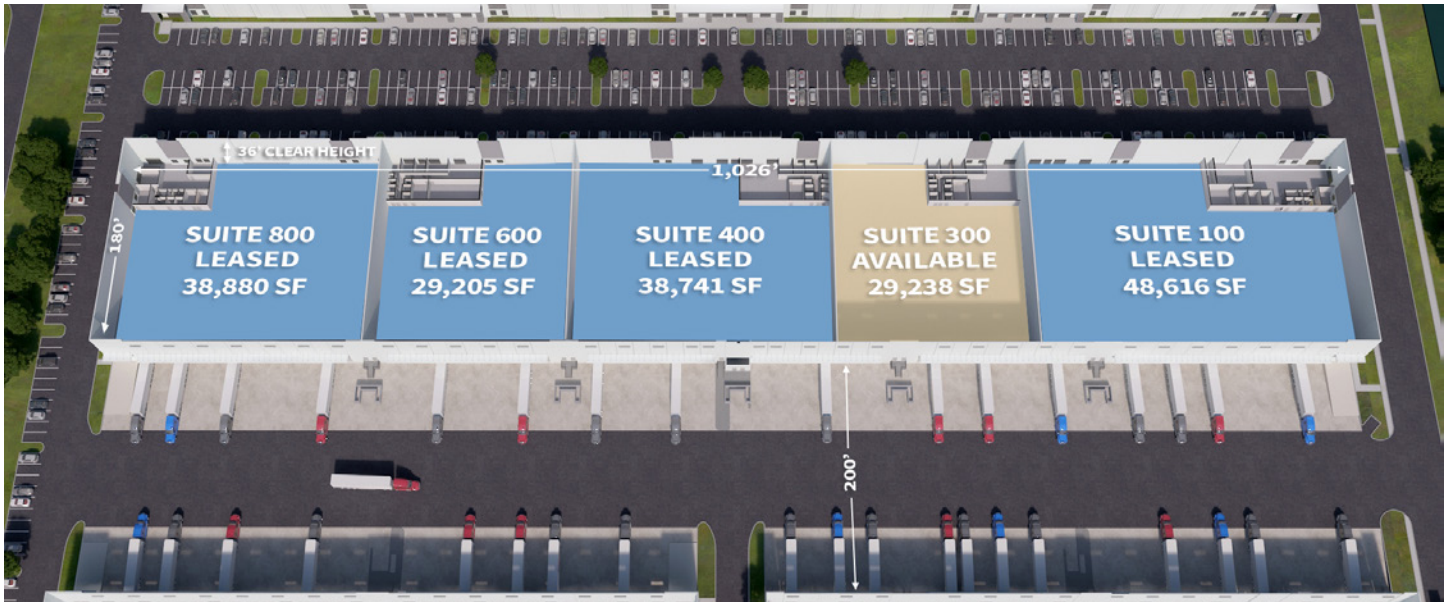 36' CLEAR HEIGHT
1,026'
180'
SUITE 800
LEASED
38,880 SF
SUITE 600
LEASED
29,205 SF
SUITE 400
LEASED
38,741 SF
SUITE 300
AVAILABLE
29,238 SF
SUITE 100
LEASED
48,616 SF
200'